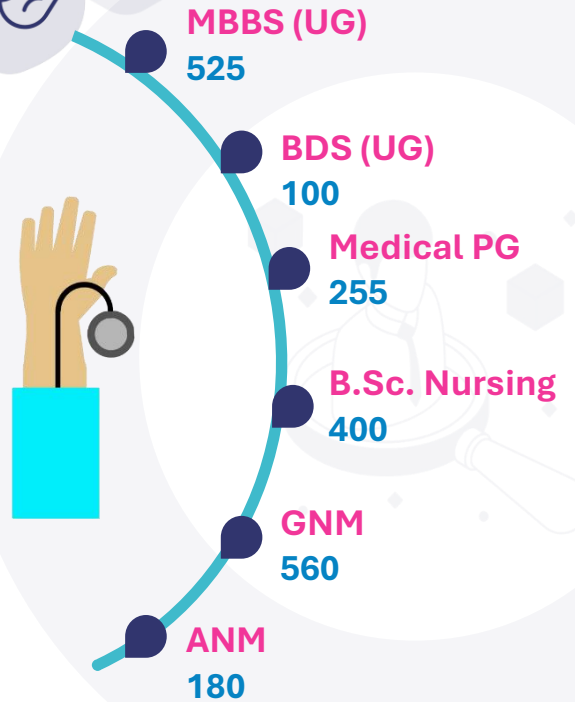 MBBS (UG)
525
BDS (UG)
100
Medical PG
255
B.Sc. Nursing
400
GNM
560
ANM
180